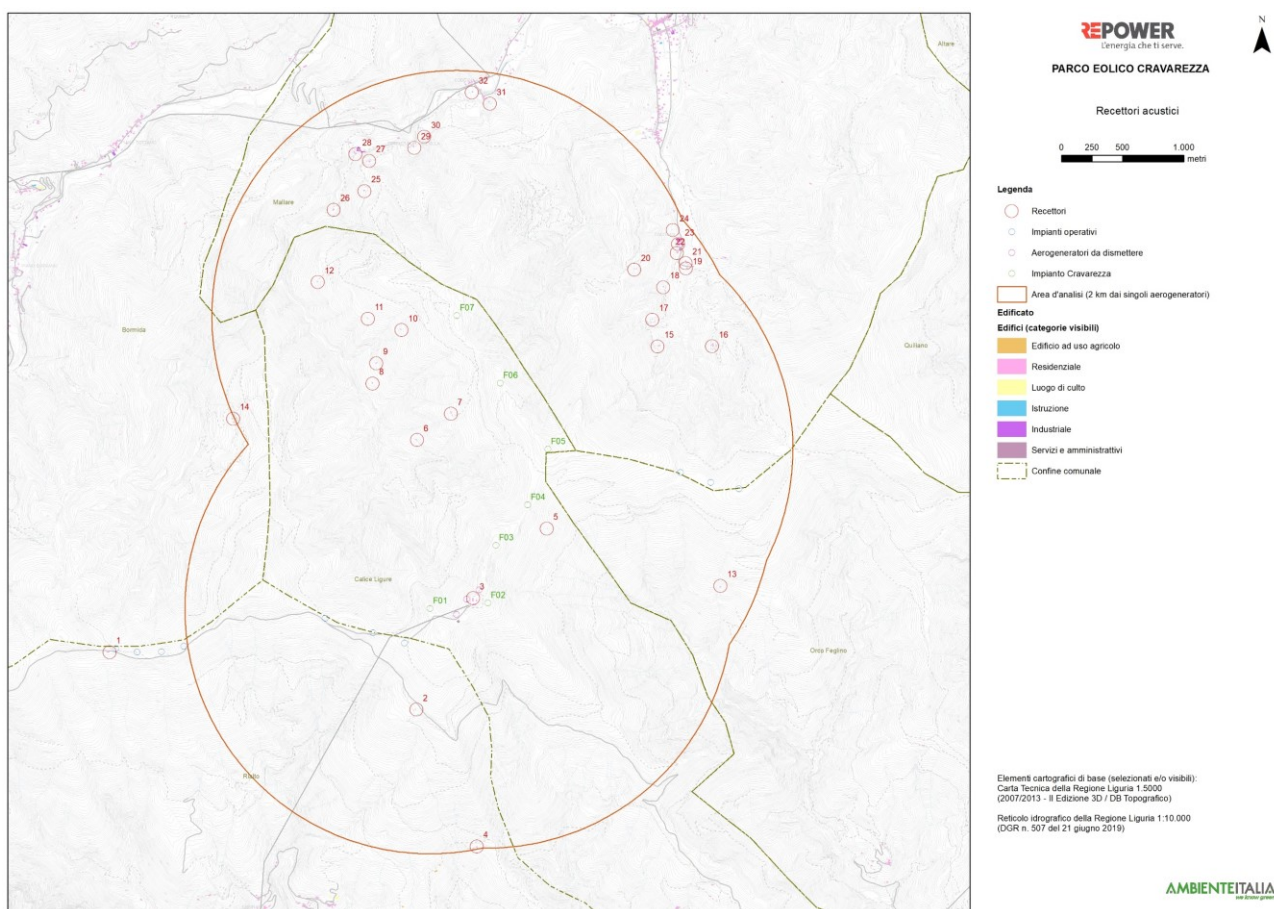 32
31
30
29
28
27
25
26
Mallare
Altare
24
23
22
21
20
19
18
12
17
F07
11
10
15
16
Bormida
Quiliano
9
8
F06
14
7
6
F05
F04
5
F03
Calice Ligure
3
F02
F01
13
1
Orco Feglino
2
Rialto
4
REPOWER
L'energia che ti serve.
N
PARCO EOLICO CRAVAREZZA
Recettori acustici
0 250 500 1.000
metri
Legenda
Recettori
Impianti operativi
Aerogeneratori da dismettere
Impianto Cravarezza
Area d'analisi (2 km dai singoli aerogeneratori)
Edificato
Edifici (categorie visibili)
Edificio ad uso agricolo
Residenziale
Luogo di culto
Istruzione
Industriale
Servizi e amministrattivi
Confine comunale
Elementi cartografici di base (selezionati e/o visibili):
Carta Tecnica della Regione Liguria 1:5000
(2007/2013 - II Edizione 3D / DB Topografico)
Reticolo idrografico della Regione Liguria 1:10.000
(DGR n. 507 del 21 giugno 2019)
AMBIENTEITALIA
we know green